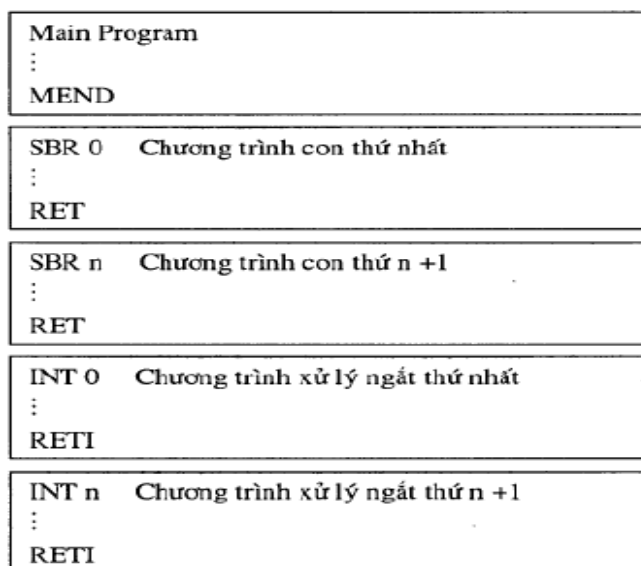 Main Program
⋮
MEND
SBR 0 Chương trình con thứ nhất
⋮
RET
SBR n Chương trình con thứ n +1
⋮
RET
INT 0 Chương trình xử lý ngắt thứ nhất
⋮
RETI
INT n Chương trình xử lý ngắt thứ n +1
⋮
RETI